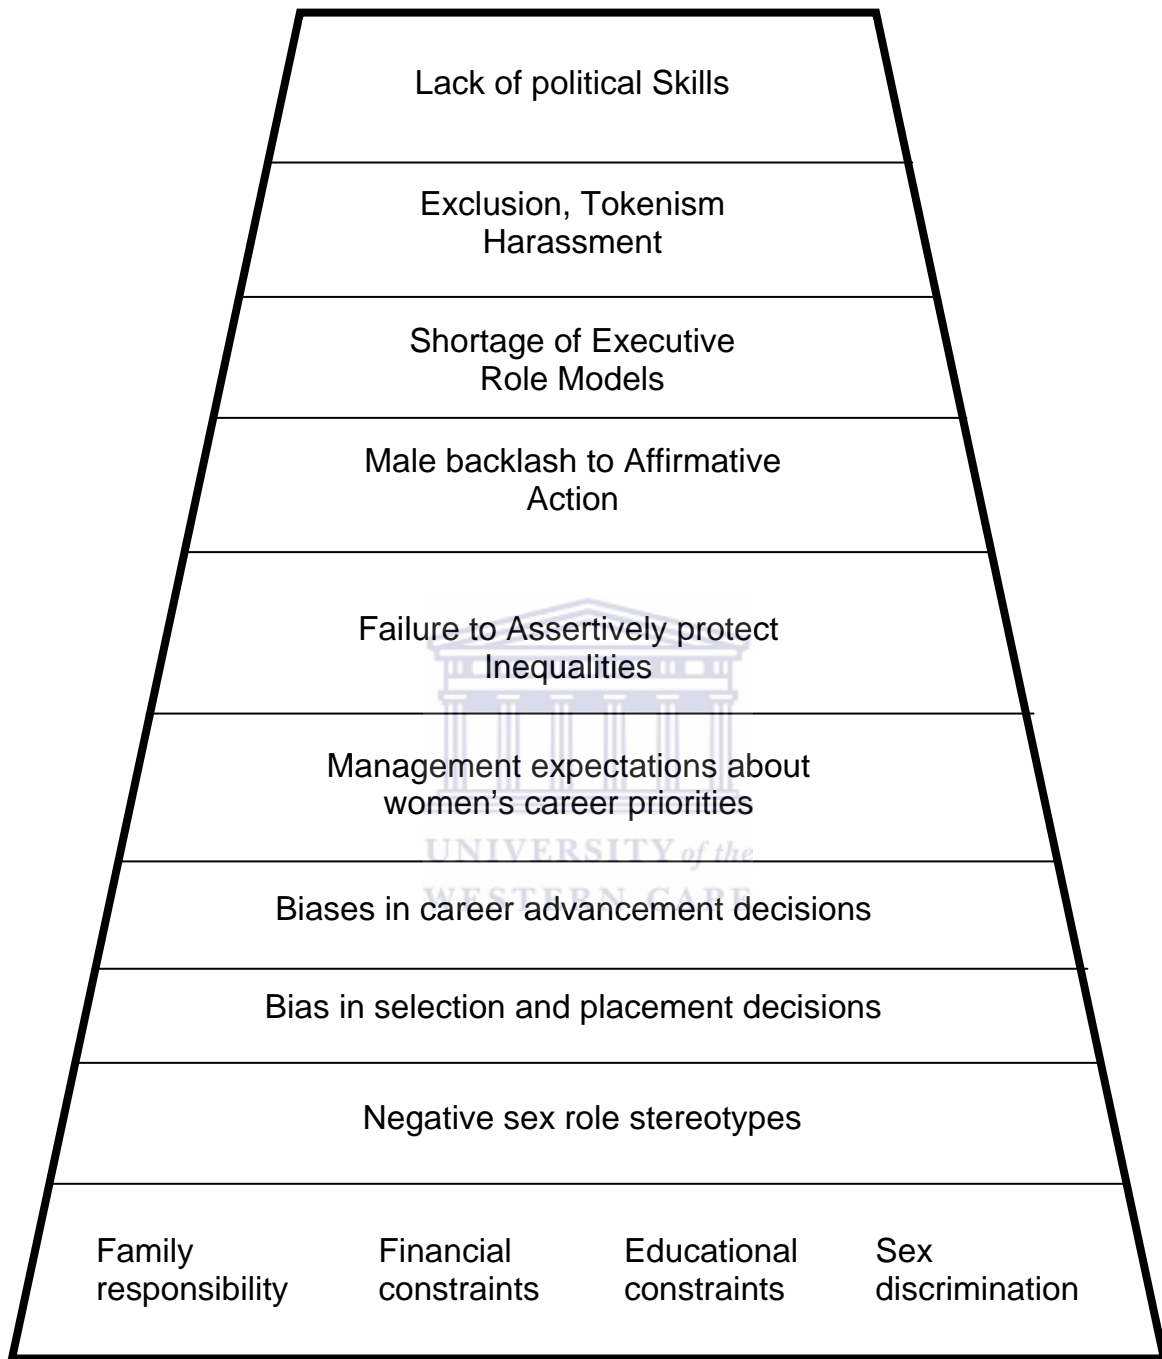 Lack of political Skills
Exclusion, Tokenism
Harassment
Shortage of Executive
Role Models
Male backlash to Affirmative
Action
Failure to Assertively protect
Inequalities
Management expectations about
women's career priorities
UNIVERSITY of the
WESTERN CAPE
Biases in career advancement decisions
Bias in selection and placement decisions
Negative sex role stereotypes
Family responsibility
Financial constraints
Educational constraints
Sex discrimination